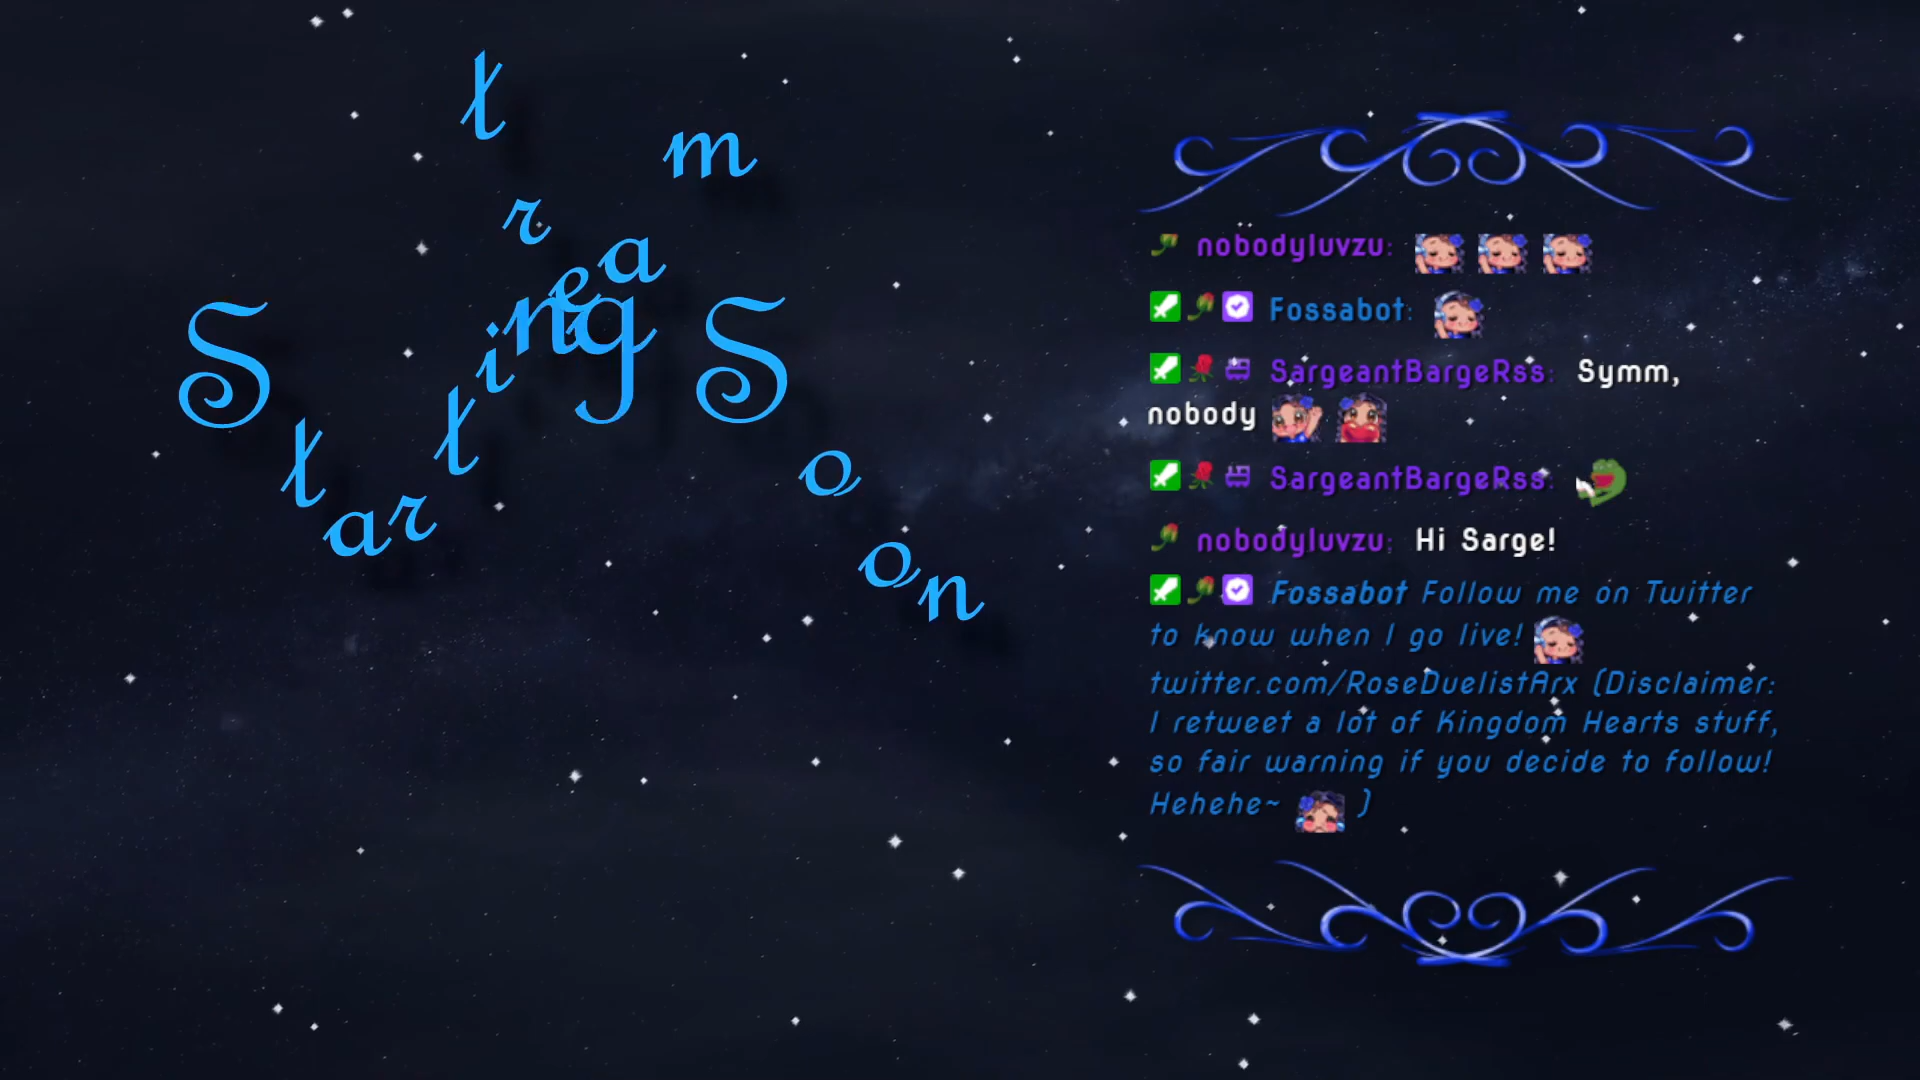 tream
Starting Soon
nobodyluvzu:
Fossabot:
SargeantBargeRss: Symm,
nobody
SargeantBargeRss:
nobodyluvzu: Hi Sarge!
Fossabot Follow me on Twitter
to know when I go live!
twitter.com/RoseDuelistArx (Disclaimer:
I retweet a lot of Kingdom Hearts stuff,
so fair warning if you decide to follow!
Hehehe~ )